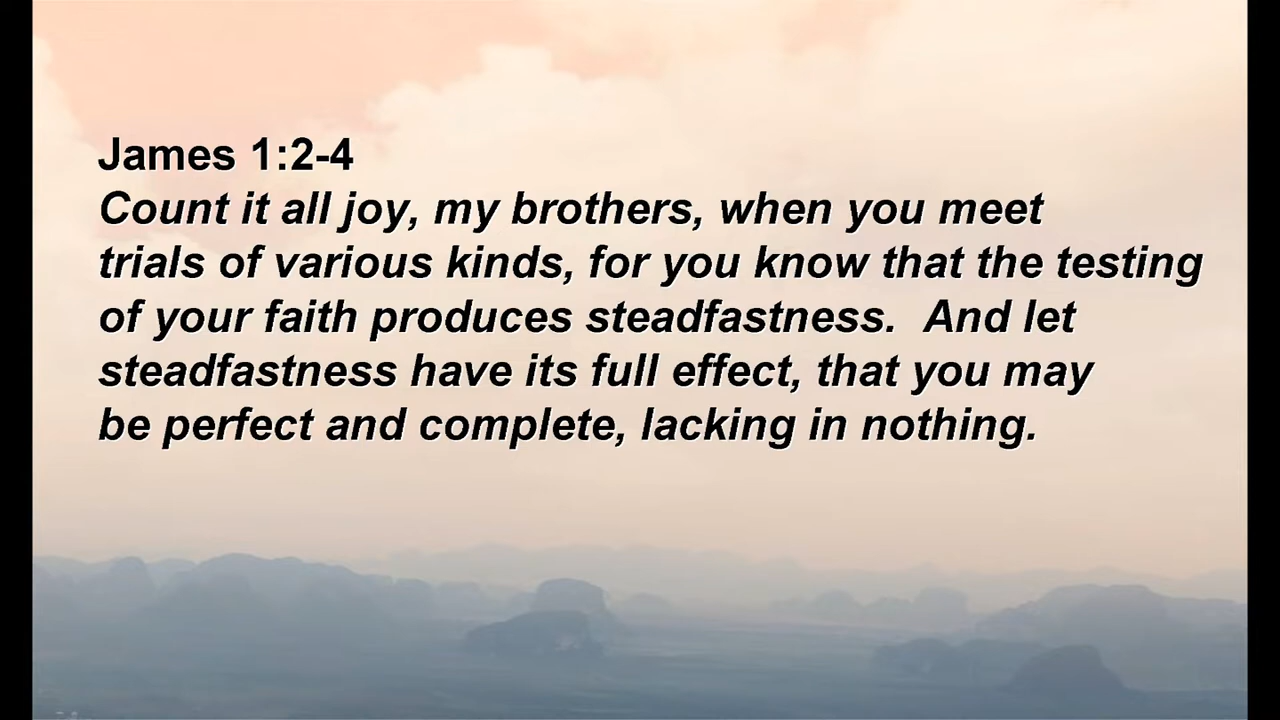 James 1:2-4
Count it all joy, my brothers, when you meet
trials of various kinds, for you know that the testing
of your faith produces steadfastness.  And let
steadfastness have its full effect, that you may
be perfect and complete, lacking in nothing.